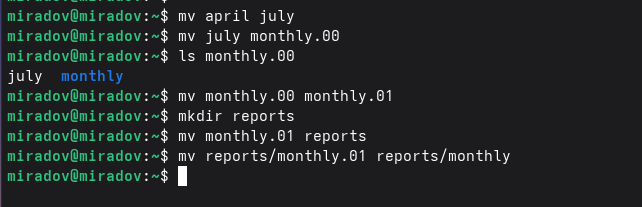 miradov@miradov:~$ mv april july
miradov@miradov:~$ mv july monthly.00
miradov@miradov:~$ ls monthly.00
july  monthly
miradov@miradov:~$ mv monthly.00 monthly.01
miradov@miradov:~$ mkdir reports
miradov@miradov:~$ mv monthly.01 reports
miradov@miradov:~$ mv reports/monthly.01 reports/monthly
miradov@miradov:~$